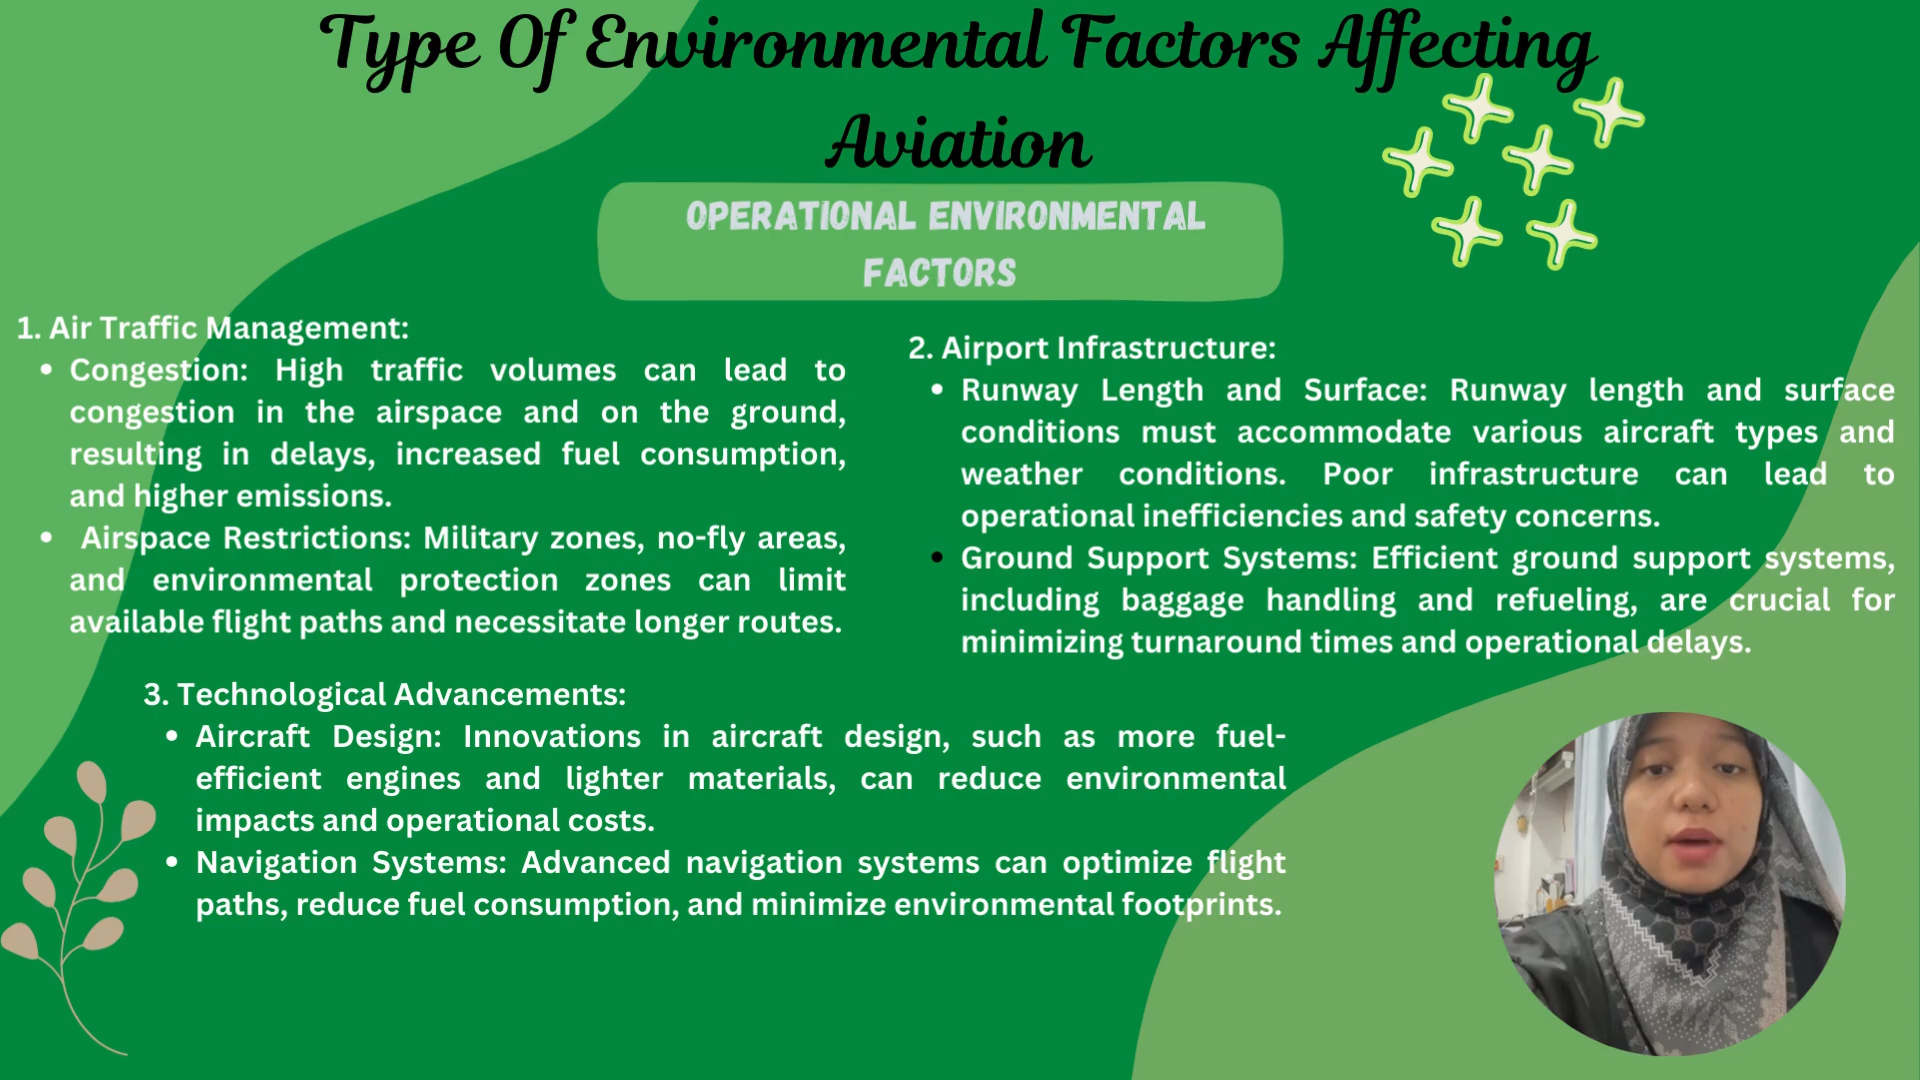 Type Of Environmental Factors Affecting
Aviation
OPERATIONAL ENVIRONMENTAL
FACTORS
1. Air Traffic Management:
• Congestion: High traffic volumes can lead to
congestion in the airspace and on the ground,
resulting in delays, increased fuel consumption,
and higher emissions.
• Airspace Restrictions: Military zones, no-fly areas,
and environmental protection zones can limit
available flight paths and necessitate longer routes.
2. Airport Infrastructure:
• Runway Length and Surface: Runway length and surface
conditions must accommodate various aircraft types and
weather conditions. Poor infrastructure can lead to
operational inefficiencies and safety concerns.
• Ground Support Systems: Efficient ground support systems,
including baggage handling and refueling, are crucial for
minimizing turnaround times and operational delays.
3. Technological Advancements:
• Aircraft Design: Innovations in aircraft design, such as more fuel-
efficient engines and lighter materials, can reduce environmental
impacts and operational costs.
• Navigation Systems: Advanced navigation systems can optimize flight
paths, reduce fuel consumption, and minimize environmental footprints.